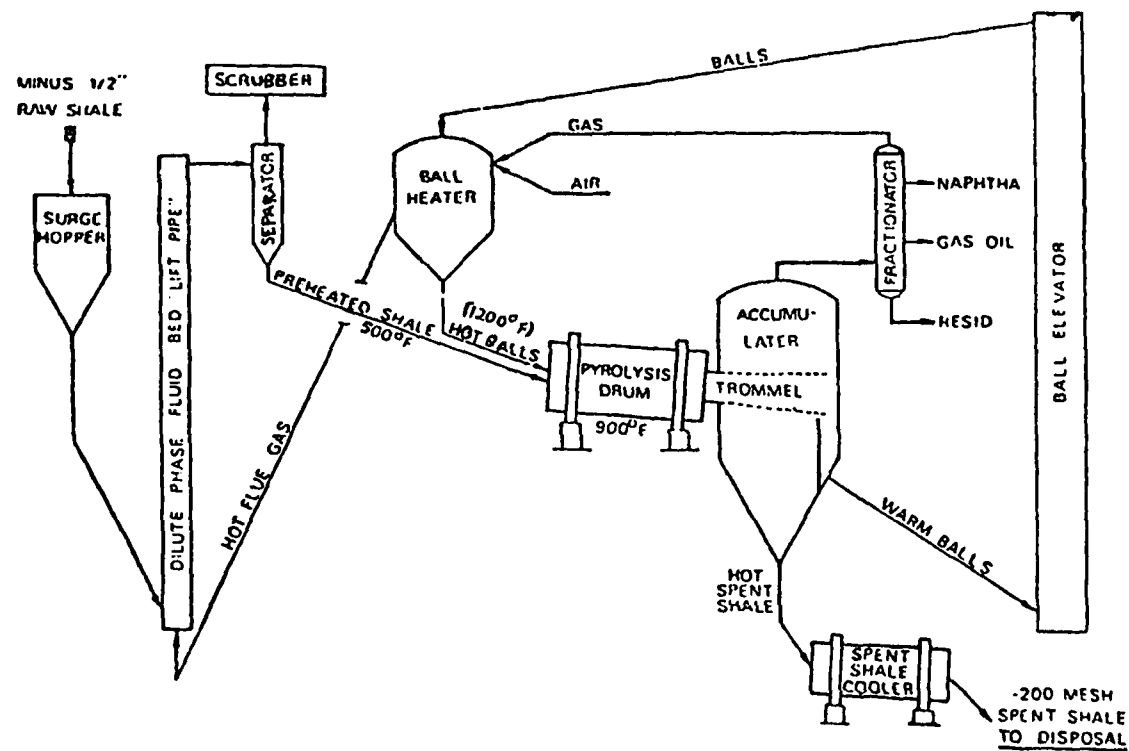 MINUS 1/2"
RAW SHALE
SURGE
HOPPER
DILUTE PHASE FLUID BED LIFT PIPE"
SCRUBBER
SEPARATOR
BALL
HEATER
GAS
AIR
BALLS
PREHEATED SHALE
500°F
(1200°F)
HOT BALLS
HOT FLUE GAS
PYROLYSIS
DRUM
900°F
TROMMEL
ACCUMU-
LATER
FRACTIONATOR
NAPHTHA
GAS OIL
RESID
BALL ELEVATOR
WARM BALLS
HOT
SPENT
SHALE
SPENT
SHALE
COOLER
-200 MESH
SPENT SHALE
TO DISPOSAL